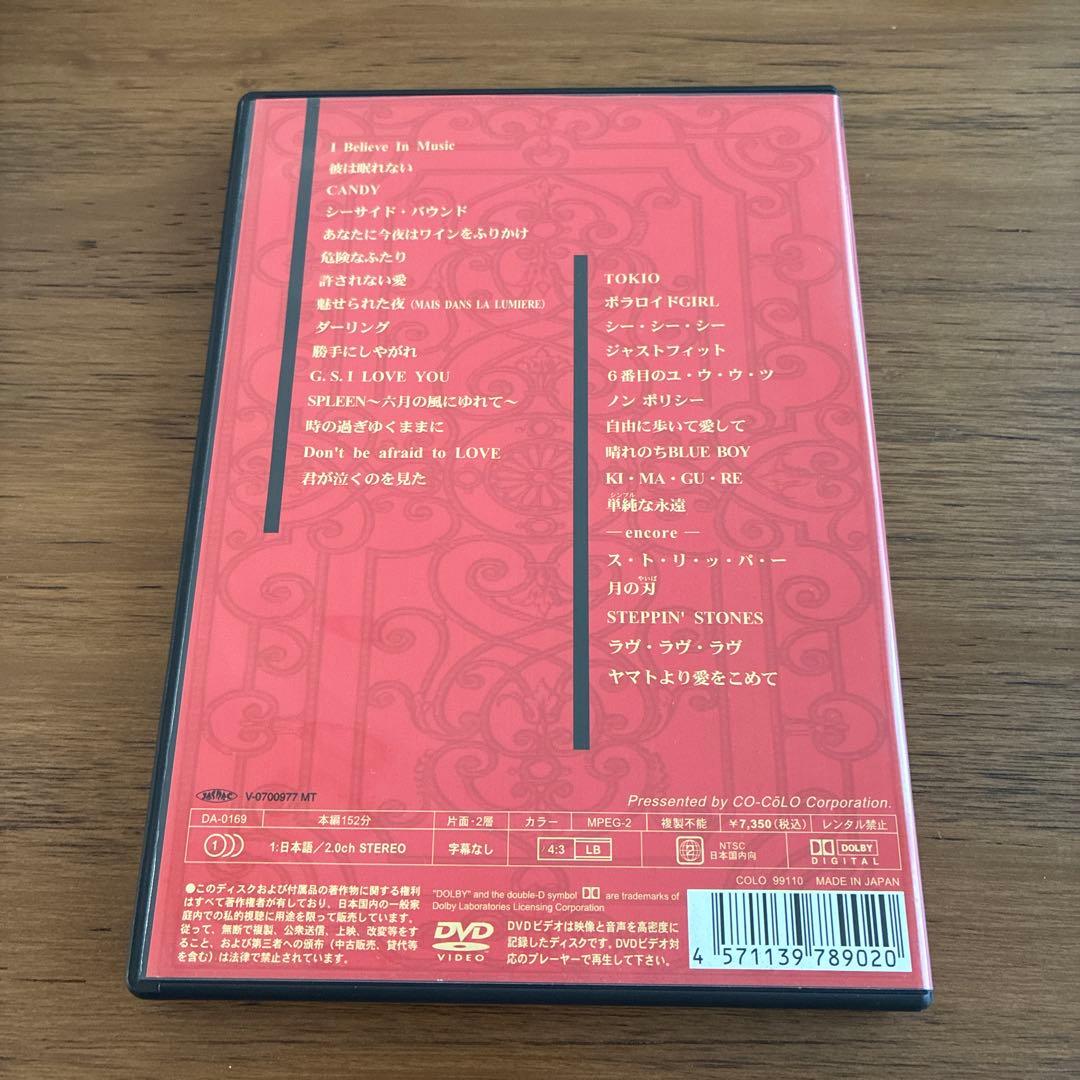 I Believe In Music
彼は眠れない
CANDY
シーサイド・バウンド
あなたに今夜はワインをふりかけ
危険なふたり
許されない愛
魅せられた夜（MAIS DANS LA LUMIERE）
ダーリング
勝手にしやがれ
G. S. I LOVE YOU
SPLEEN～六月の風にゆれて～
時の過ぎゆくままに
Don't be afraid to LOVE
君が泣くのを見た
TOKIO
ポラロイドGIRL
シー・シー・シー
ジャストフィット
６番目のユ・ウ・ウ・ツ
ノン ポリシー
自由に歩いて愛して
晴れのちBLUE BOY
KI・MA・GU・RE
シンプル
単純な永遠
— encore —
ス・ト・リ・ッ・パ・ー
やいば
月の刃
STEPPIN' STONES
ラヴ・ラヴ・ラヴ
ヤマトより愛をこめて
JASRAC V-0700977 MT
Pressented by CO-CōLO Corporation.
DA-0169 本編152分 片面・2層 カラー MPEG-2 複製不能 ￥7,350(税込) レンタル禁止
1 1:日本語／2.0ch STEREO 字幕なし 4:3 LB 2 NTSC 日本国内向 DOLBY DIGITAL
COLO 99110 MADE IN JAPAN
●このディスクおよび付属品の著作物に関する権利
はすべて著作権者が有しており、日本国内の一般家
庭内での私的視聴に用途を限って販売しています。
従って、無断で複製、公衆送信、上映、改変等をす
ること、および第三者への頒布（中古販売、貸代等
を含む）は法律で禁止されています。
"DOLBY" and the double-D symbol are trademarks of
Dolby Laboratories Licensing Corporation
DVD VIDEO
DVDビデオは映像と音声を高密度に
記録したディスクです。DVDビデオ対
応のプレーヤーで再生して下さい。
4 571139 789020